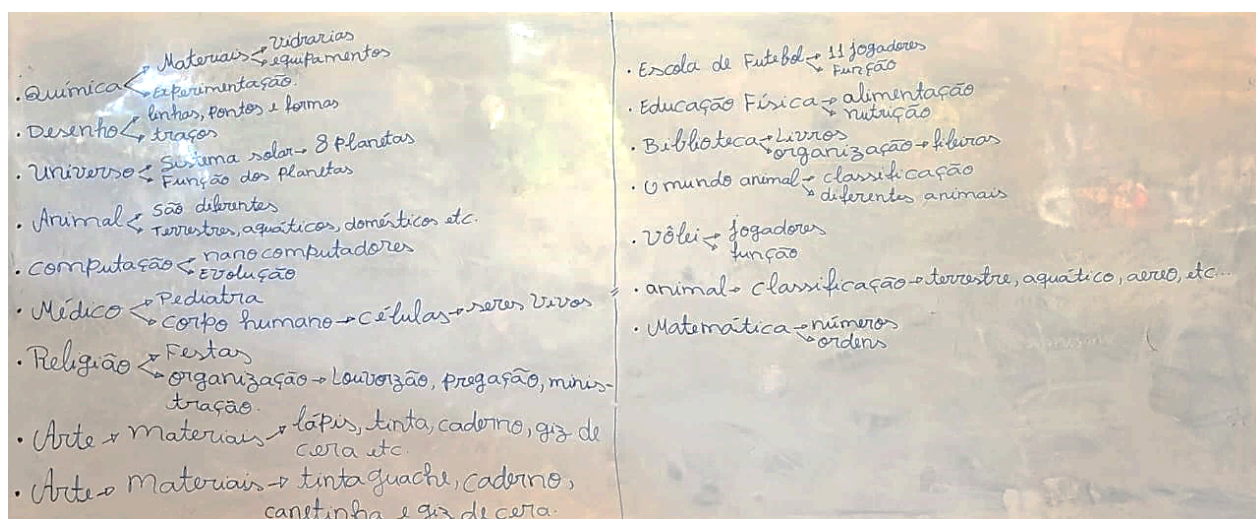 Materiais → vidrarias
→ equipamentos
. Química
→ Experimentação.
→ linhas, pontos e formas
. Desenho
→ traços
. Universo → Sistema solar → 8 Planetas
→ Função dos Planetas
. Animal → São diferentes
→ Terrestres, aquáticos, domésticos etc.
. computação → nanocomputadores
→ Evolução
. Médico → Pediatra
→ corpo humano → células → seres vivos
. Religião → Festas
→ organização → Louvorzão, pregação, minis-
tração.
. Arte → materiais → lápis, tinta, caderno, giz de
cera etc.
. Arte → materiais → tinta guache, caderno,
canetinha e giz de cera.
. Escola de Futebol → 11 jogadores
→ Função
. Educação Física → alimentação
→ nutrição
. Biblioteca → Livros
→ organização → fileiras
. O mundo animal → classificação
→ diferentes animais
. vôlei → jogadores
→ função
. animal → classificação → terrestre, aquático, aereo, etc...
. Matemática → números
→ ordens